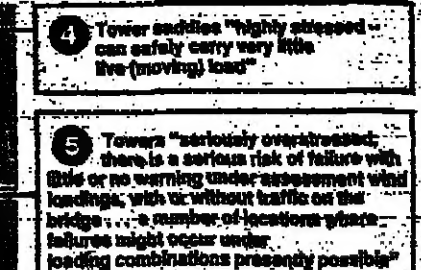 4 Tower saddles "highly stressed –
can safely carry very little
live (moving) load"
5 Towers "seriously overstressed;
there is a serious risk of failure with
little or no warning under assessment wind
loadings, with or without traffic on the
bridge . . . a number of locations where
failures might occur under
loading combinations presently possible"